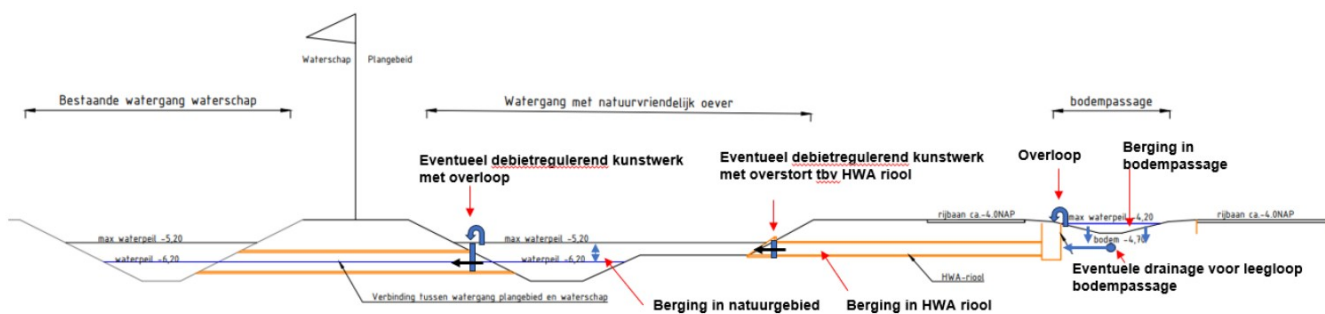 Waterschap
Plangebeid
Bestaande watergang waterschap
Watergang met natuurvriendelijk oever
bodempassage
Eventueel debietregulerend kunstwerk
met overloop
Eventueel debietregulerend kunstwerk
met overstort tbv HWA riool
Overloop
Berging in
bodempassage
max waterpeil -5,20
waterpeil -6,20
max waterpeil -5,20
waterpeil -6,20
rijbaan ca.-4.0NAP
max waterpeil -4,20
bodem -4,70
rijbaan ca.-4.0NAP
Verbinding tussen watergang plangebied en waterschap
Berging in natuurgebied
Berging in HWA riool
HWA-riool
Eventuele drainage voor leegloop
bodempassage